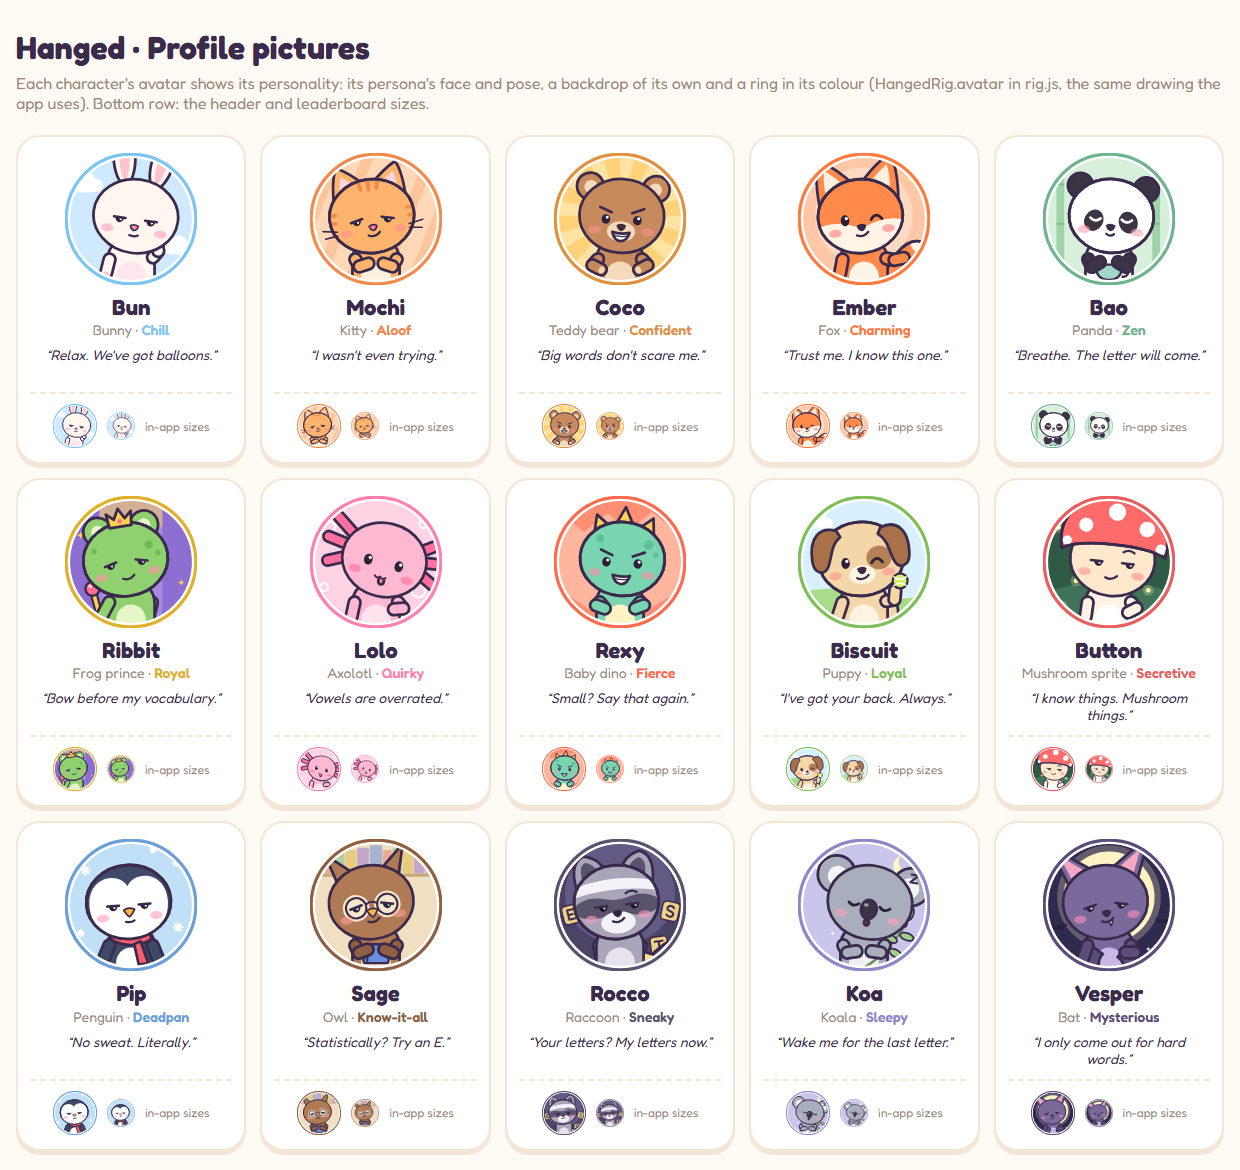 Hanged · Profile pictures
Each character's avatar shows its personality: its persona's face and pose, a backdrop of its own and a ring in its colour (HangedRig.avatar in rig.js, the same drawing the
app uses). Bottom row: the header and leaderboard sizes.
Bun
Bunny · Chill
“Relax. We've got balloons.”
in-app sizes
Mochi
Kitty · Aloof
“I wasn't even trying.”
in-app sizes
Coco
Teddy bear · Confident
“Big words don't scare me.”
in-app sizes
Ember
Fox · Charming
“Trust me. I know this one.”
in-app sizes
Bao
Panda · Zen
“Breathe. The letter will come.”
in-app sizes
Ribbit
Frog prince · Royal
“Bow before my vocabulary.”
in-app sizes
Lolo
Axolotl · Quirky
“Vowels are overrated.”
in-app sizes
Rexy
Baby dino · Fierce
“Small? Say that again.”
in-app sizes
Biscuit
Puppy · Loyal
“I've got your back. Always.”
in-app sizes
Button
Mushroom sprite · Secretive
“I know things. Mushroom
things.”
in-app sizes
Pip
Penguin · Deadpan
“No sweat. Literally.”
in-app sizes
Sage
Owl · Know-it-all
“Statistically? Try an E.”
in-app sizes
E
S
T
Rocco
Raccoon · Sneaky
“Your letters? My letters now.”
in-app sizes
Z
Koa
Koala · Sleepy
“Wake me for the last letter.”
in-app sizes
Vesper
Bat · Mysterious
“I only come out for hard
words.”
in-app sizes